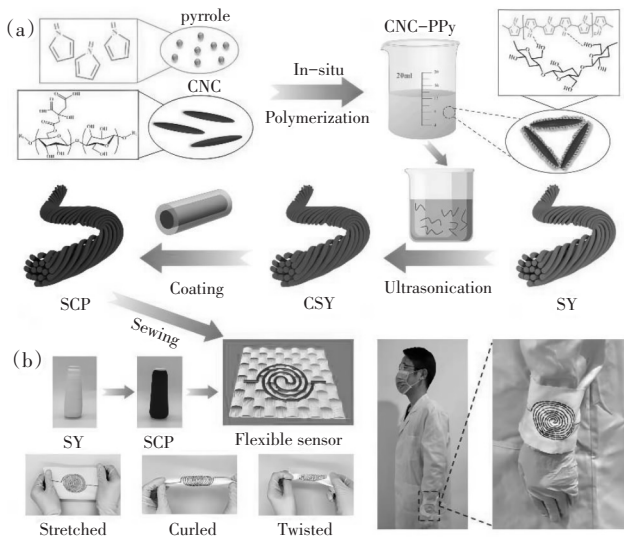 (a)
pyrrole
CNC
In-situ
Polymerization
CNC-PPy
20ml
SCP
Coating
CSY
Ultrasonication
SY
Sewing
(b)
SY
SCP
Flexible sensor
Stretched
Curled
Twisted